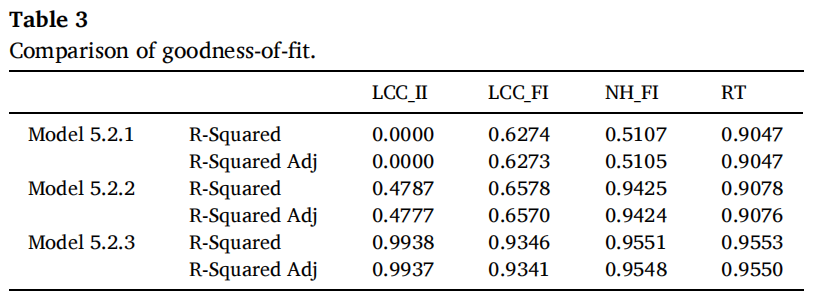 Table 3
Comparison of goodness-of-fit.
LCC_II LCC_FI NH_FI RT
Model 5.2.1 R-Squared 0.0000 0.6274 0.5107 0.9047
R-Squared Adj 0.0000 0.6273 0.5105 0.9047
Model 5.2.2 R-Squared 0.4787 0.6578 0.9425 0.9078
R-Squared Adj 0.4777 0.6570 0.9424 0.9076
Model 5.2.3 R-Squared 0.9938 0.9346 0.9551 0.9553
R-Squared Adj 0.9937 0.9341 0.9548 0.9550